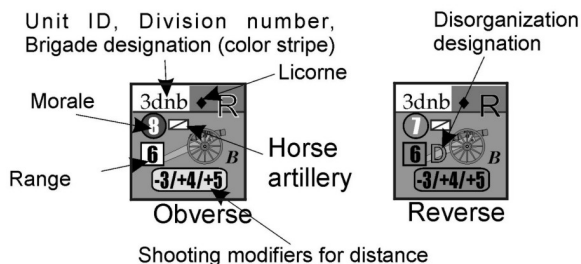 Unit ID, Division number,
Brigade designation (color stripe)
Disorganization
designation
Licorne
Morale
Range
Horse
artillery
3dnb R
8
6 B
-3/+4/+5
Obverse
3dnb R
7
6 D B
-3/+4/+5
Reverse
Shooting modifiers for distance